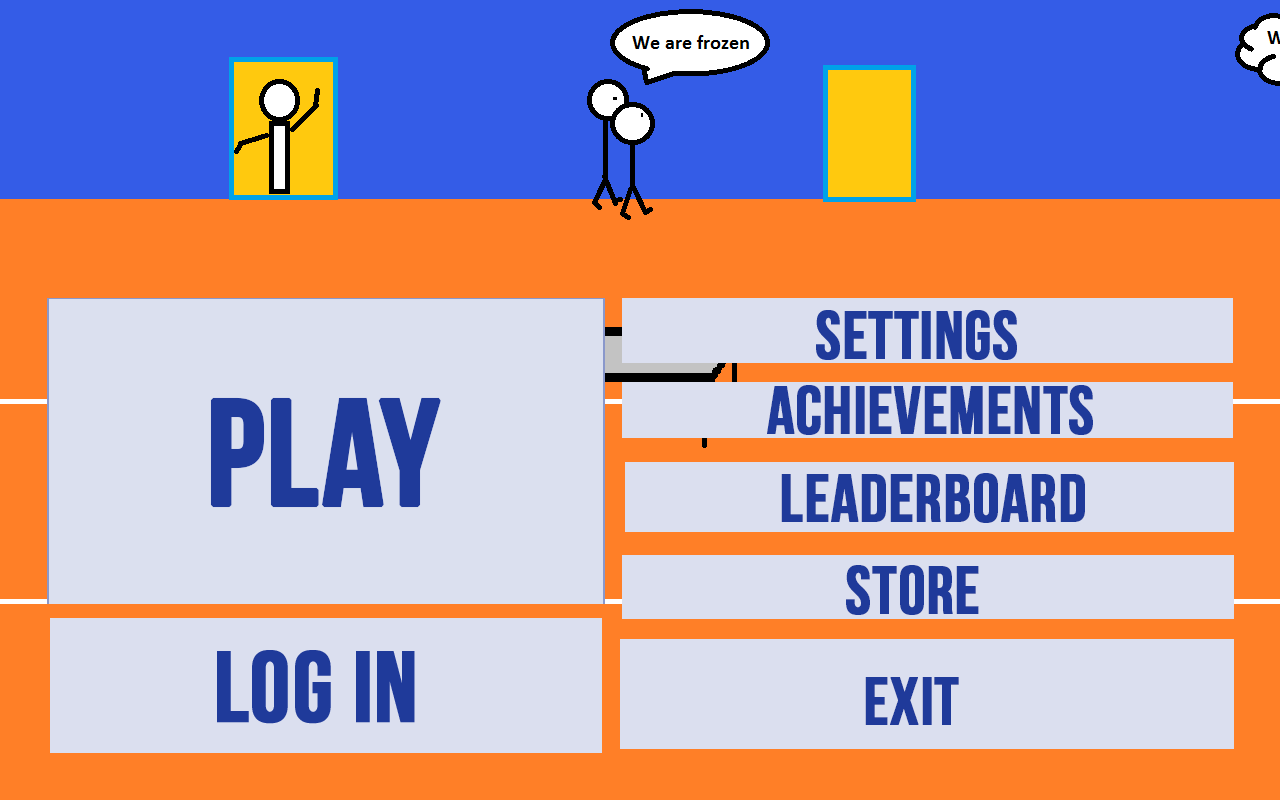 We are frozen
W
PLAY
LOG IN
SETTINGS
ACHIEVEMENTS
LEADERBOARD
STORE
EXIT